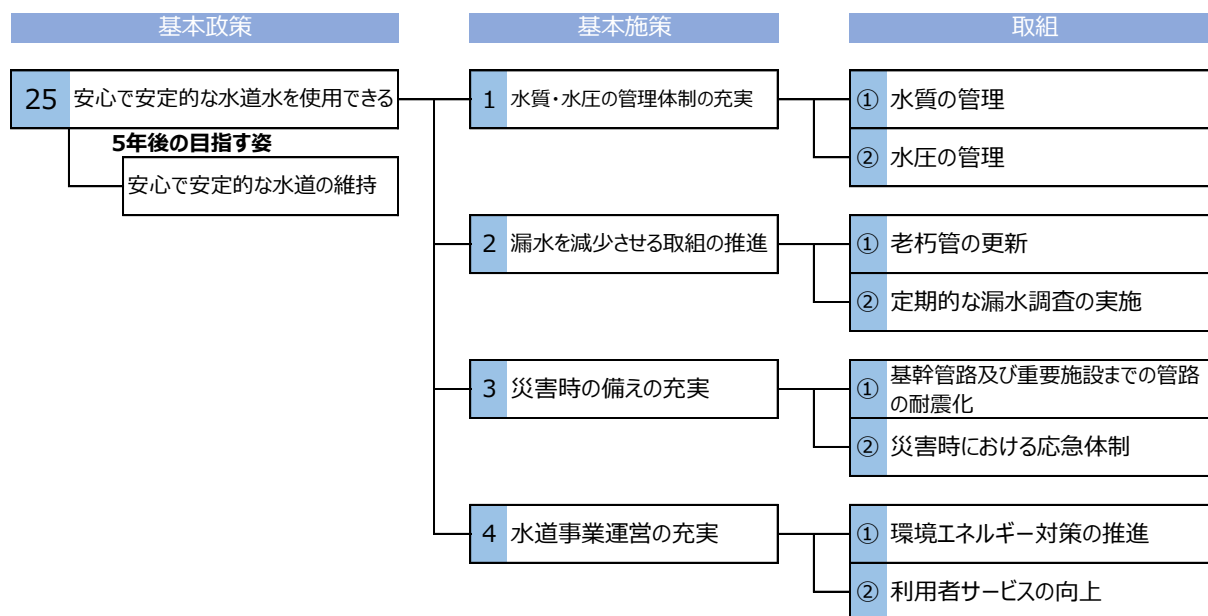 基本政策
基本施策
取組
25 安心で安定的な水道水を使用できる
5年後の目指す姿
安心で安定的な水道の維持
1 水質・水圧の管理体制の充実
① 水質の管理
② 水圧の管理
2 漏水を減少させる取組の推進
① 老朽管の更新
② 定期的な漏水調査の実施
3 災害時の備えの充実
① 基幹管路及び重要施設までの管路
の耐震化
② 災害時における応急体制
4 水道事業運営の充実
① 環境エネルギー対策の推進
② 利用者サービスの向上